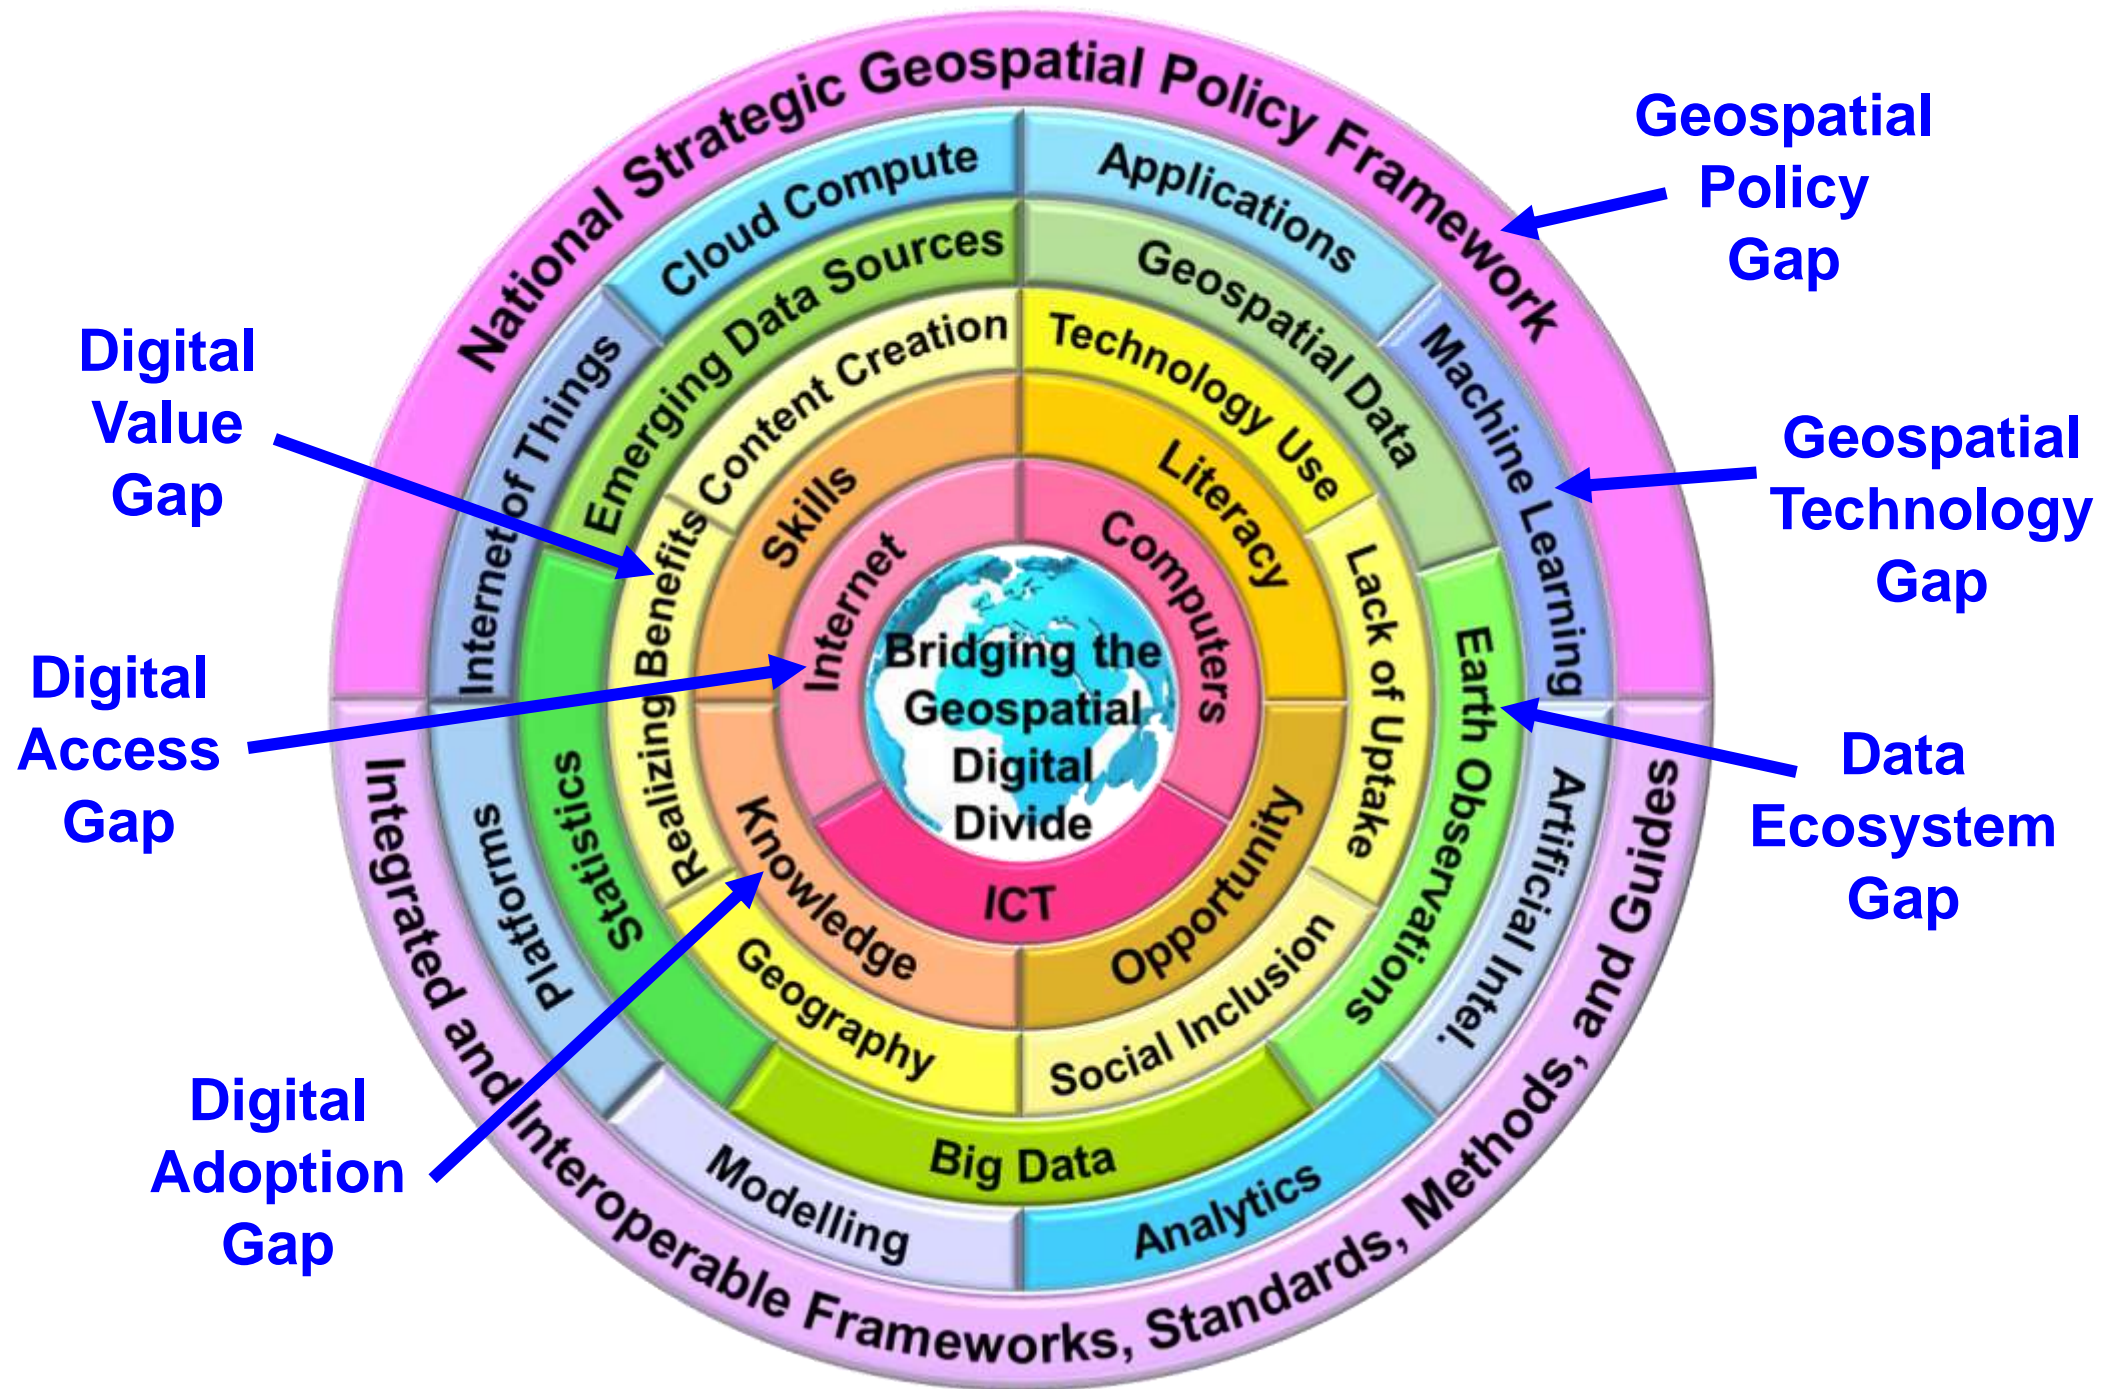 National Strategic Geospatial Policy Framework
Integrated and Interoperable Frameworks, Standards, Methods, and Guides
Cloud Compute
Applications
Machine Learning
Artificial Intel.
Analytics
Modelling
Platforms
Internet of Things
Emerging Data Sources
Geospatial Data
Earth Observations
Big Data
Statistics
Content Creation
Technology Use
Lack of Uptake
Social Inclusion
Geography
Realizing Benefits
Skills
Literacy
Opportunity
Knowledge
Internet
Computers
ICT
Bridging the
Geospatial
Digital
Divide
Geospatial
Policy
Gap
Geospatial
Technology
Gap
Data
Ecosystem
Gap
Digital
Value
Gap
Digital
Access
Gap
Digital
Adoption
Gap